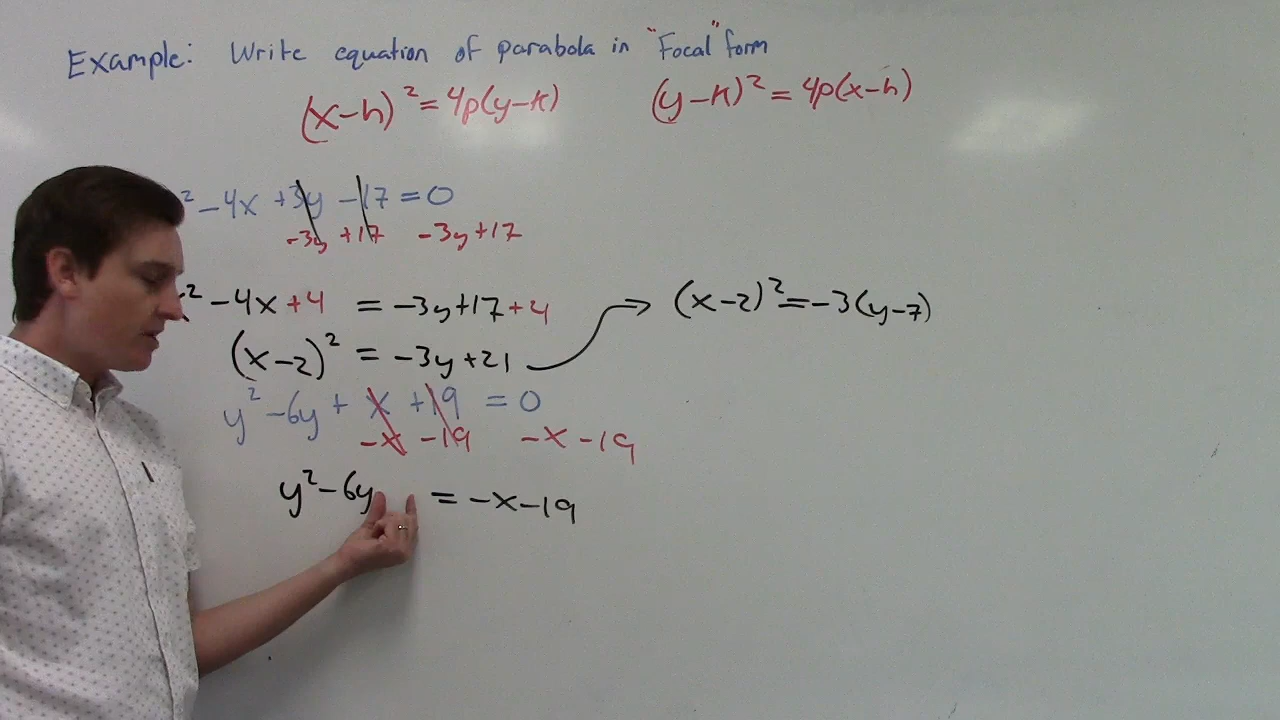 Example: Write equation of parabola in "Focal" form
(x-h)² = 4p(y-k) (y-k)² = 4p(x-h)
² - 4x + 3y - 17 = 0
-3y +17 -3y+17
² - 4x + 4 = -3y+17+4
(x-2)² = -3y+21
(x-2)² = -3(y-7)
y² - 6y + x + 19 = 0
-x -19 -x -19
y² - 6y = -x - 19